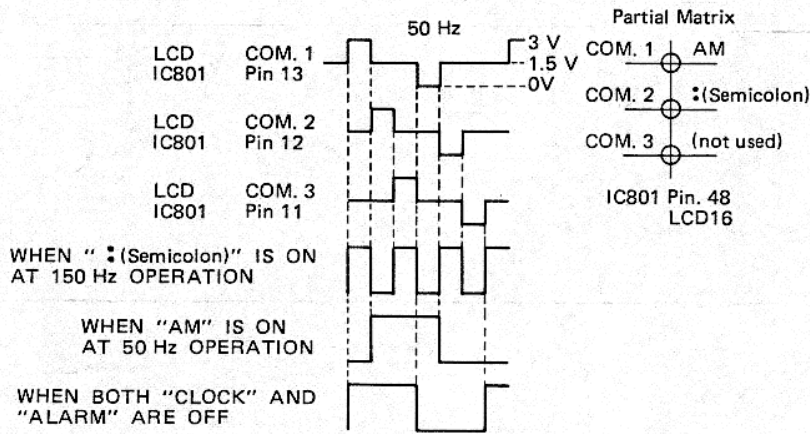 50 Hz
Partial Matrix
LCD COM. 1
IC801 Pin 13
3 V
1.5 V
0V
COM. 1 AM
LCD COM. 2
IC801 Pin 12
COM. 2 :(Semicolon)
LCD COM. 3
IC801 Pin 11
COM. 3 (not used)
IC801 Pin. 48
LCD16
WHEN " :(Semicolon)" IS ON
AT 150 Hz OPERATION
WHEN "AM" IS ON
AT 50 Hz OPERATION
WHEN BOTH "CLOCK" AND
"ALARM" ARE OFF